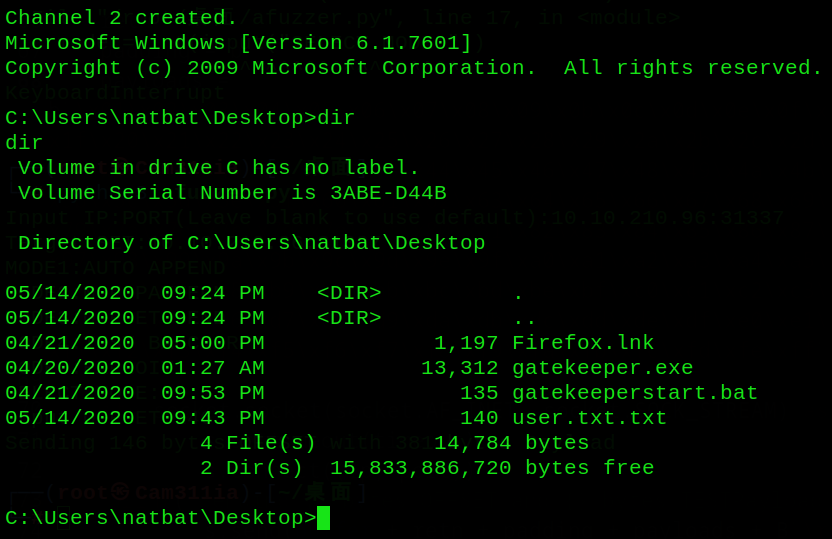 Channel 2 created.
Microsoft Windows [Version 6.1.7601]
Copyright (c) 2009 Microsoft Corporation.  All rights reserved.
C:\Users\natbat\Desktop>dir
dir
 Volume in drive C has no label.
 Volume Serial Number is 3ABE-D44B
 Directory of C:\Users\natbat\Desktop
05/14/2020  09:24 PM    <DIR>          .
05/14/2020  09:24 PM    <DIR>          ..
04/21/2020  05:00 PM             1,197 Firefox.lnk
04/20/2020  01:27 AM            13,312 gatekeeper.exe
04/21/2020  09:53 PM               135 gatekeeperstart.bat
05/14/2020  09:43 PM               140 user.txt.txt
               4 File(s)         14,784 bytes
               2 Dir(s)  15,833,886,720 bytes free
C:\Users\natbat\Desktop>